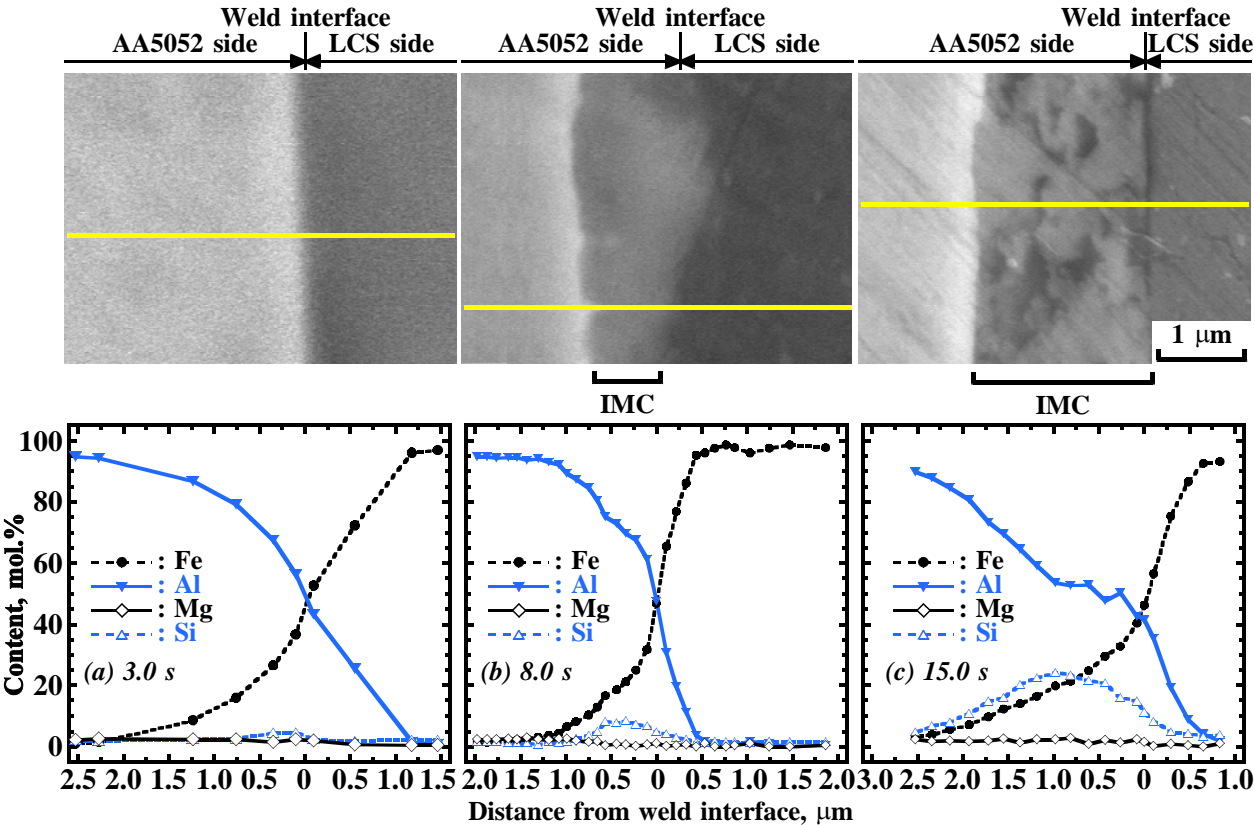 Weld interface Weld interface Weld interface
AA5052 side LCS side AA5052 side LCS side AA5052 side LCS side
1 μm
IMC IMC
100
80
60
40
20
0
Content, mol.%
: Fe : Fe : Fe
: Al : Al : Al
: Mg : Mg : Mg
: Si : Si : Si
(a) 3.0 s (b) 8.0 s (c) 15.0 s
2.5 2.0 1.5 1.0 0.5 0 0.5 1.0 1.5 2.0 1.5 1.0 0.5 0 0.5 1.0 1.5 2.0 3.0 2.5 2.0 1.5 1.0 0.5 0 0.5 1.0
Distance from weld interface, μm